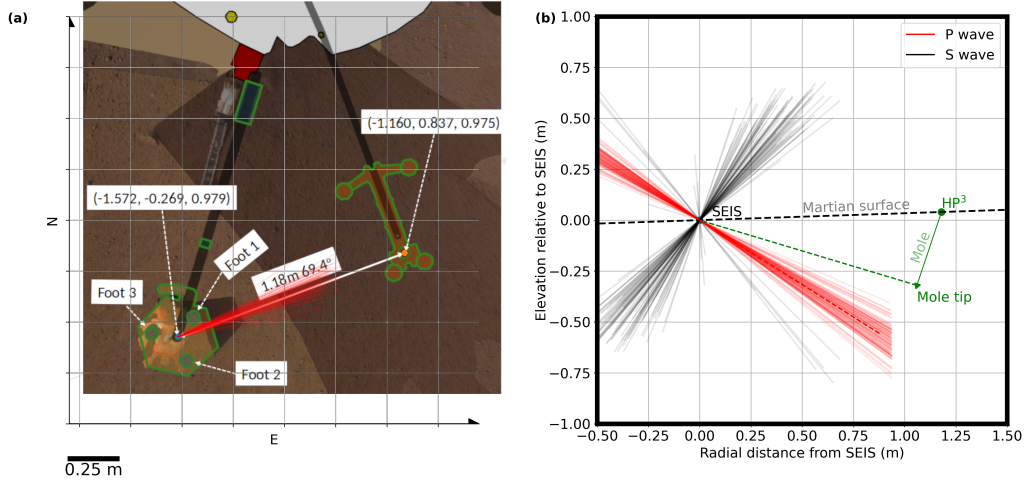 (a)
(-1.160, 0.837, 0.975)
(-1.572, -0.269, 0.979)
Foot 1
1.18m 69.4°
Foot 3
Foot 2
N
E
0.25 m
(b)
1.00
0.75
0.50
0.25
0.00
−0.25
−0.50
−0.75
−1.00
Elevation relative to SEIS (m)
P wave
S wave
SEIS
Martian surface
HP³
Mole
Mole tip
−0.50 −0.25 0.00 0.25 0.50 0.75 1.00 1.25 1.50
Radial distance from SEIS (m)